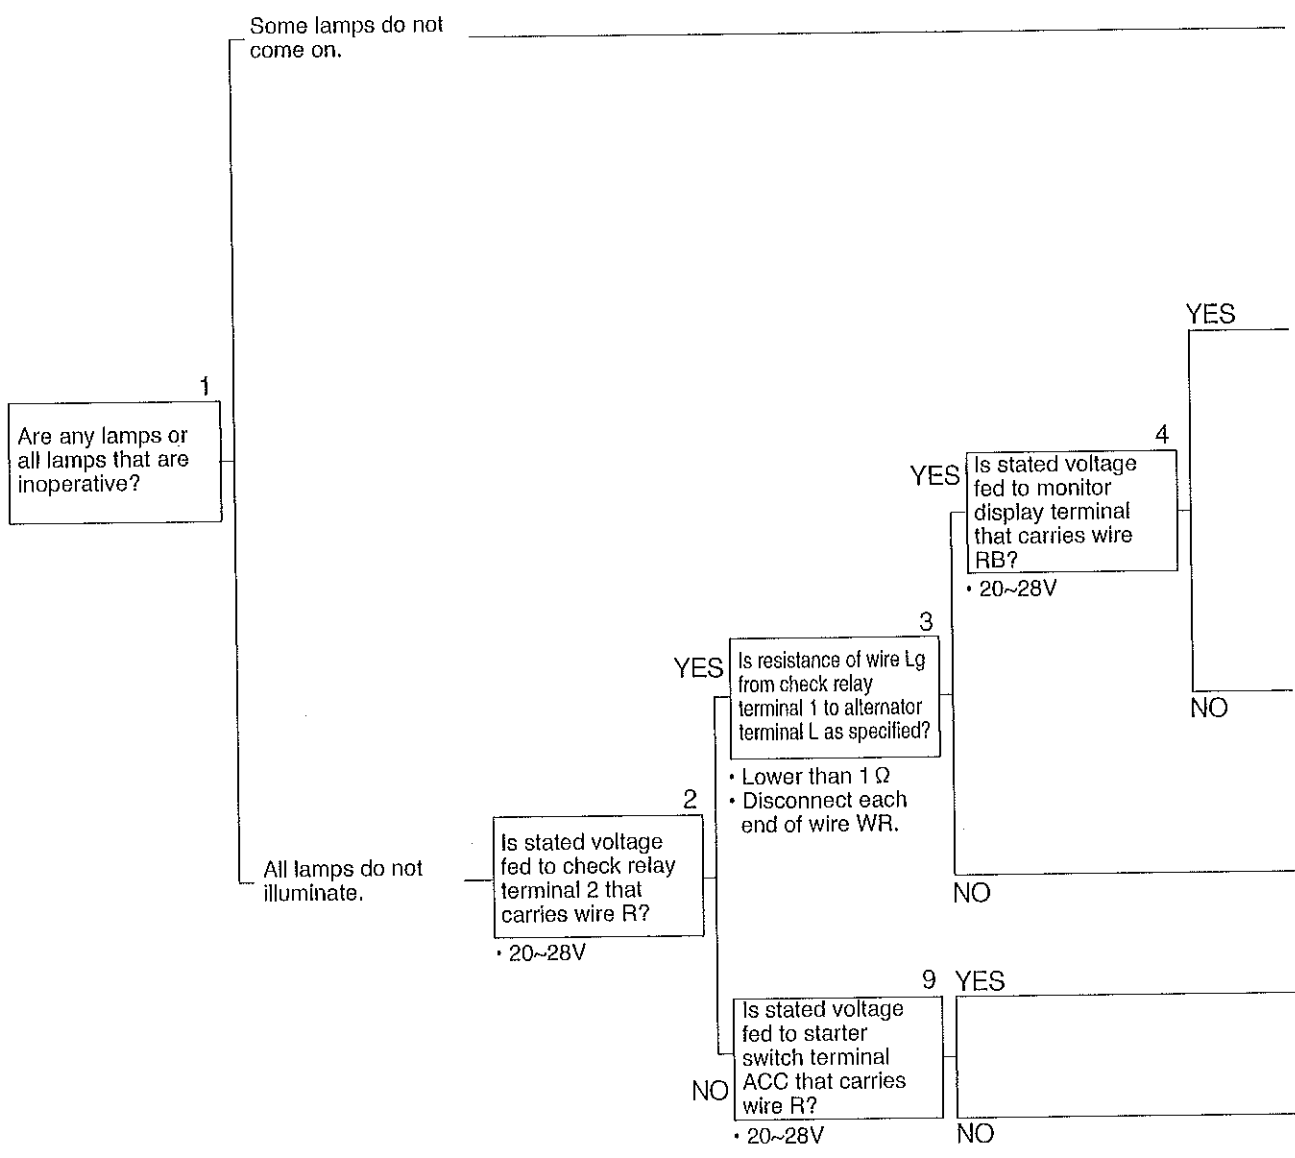 Some lamps do not
come on.
YES
1
Are any lamps or
all lamps that are
inoperative?
4
YES
Is stated voltage
fed to monitor
display terminal
that carries wire
RB?
• 20~28V
3
YES
Is resistance of wire Lg
from check relay
terminal 1 to alternator
terminal L as specified?
NO
• Lower than 1 Ω
• Disconnect each
end of wire WR.
2
Is stated voltage
fed to check relay
terminal 2 that
carries wire R?
• 20~28V
All lamps do not
illuminate.
NO
9
YES
Is stated voltage
fed to starter
switch terminal
ACC that carries
wire R?
NO
• 20~28V
NO